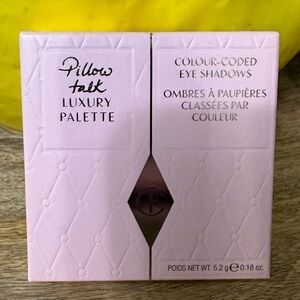 Pillow
talk
LUXURY
PALETTE
COLOUR-CODED
EYE SHADOWS
OMBRES À PAUPIÈRES
CLASSÉES PAR
COULEUR
POIDS NET WT. 5.2 g ℮ 0.18 oz.